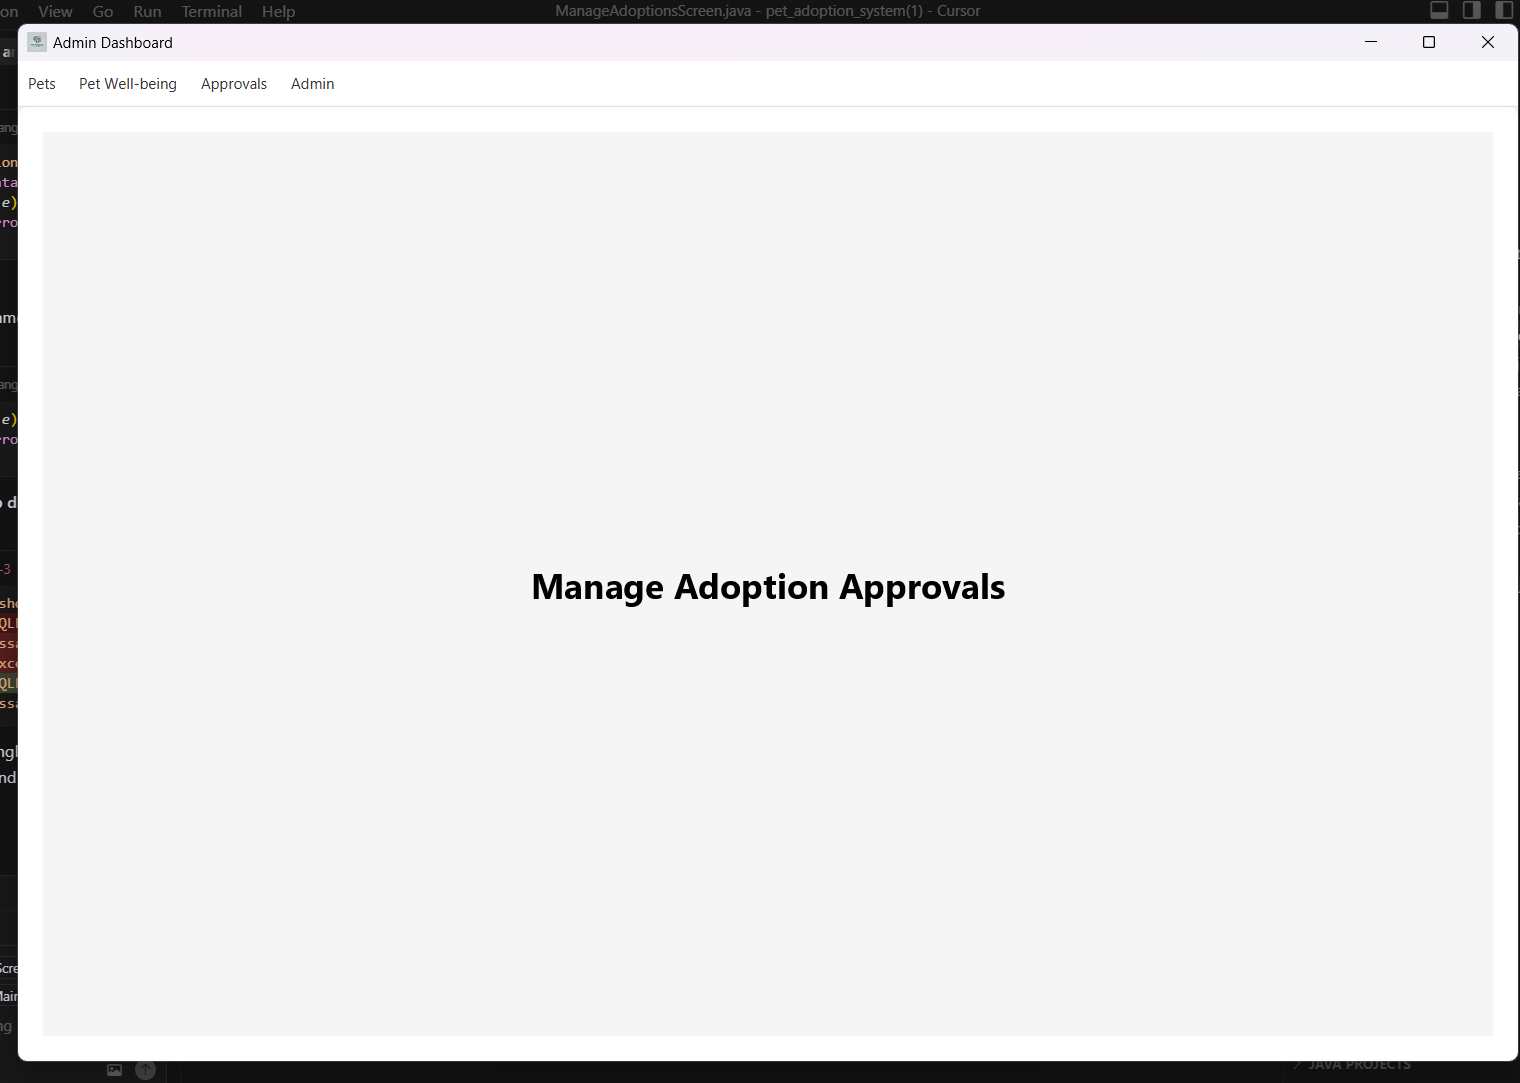 View Go Run Terminal Help
ManageAdoptionsScreen.java - pet_adoption_system(1) - Cursor
Admin Dashboard
Pets Pet Well-being Approvals Admin
Manage Adoption Approvals
JAVA PROJECTS